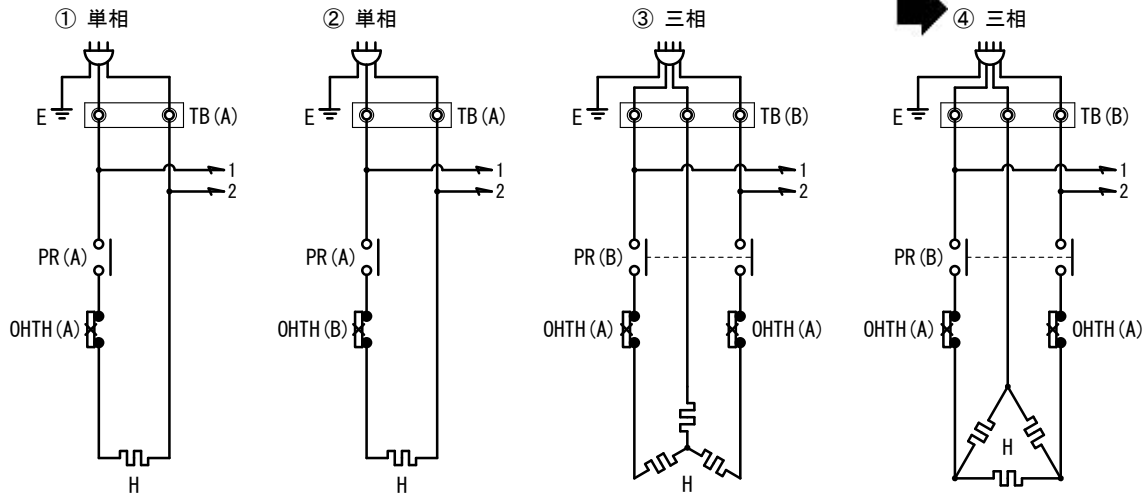 ① 単相
② 単相
③ 三相
④ 三相
E
TB(A)
E
TB(A)
E
TB(B)
E
TB(B)
1
2
1
2
1
2
1
2
PR(A)
PR(A)
PR(B)
PR(B)
OHTH(A)
OHTH(B)
OHTH(A)
OHTH(A)
OHTH(A)
OHTH(A)
H
H
H
H